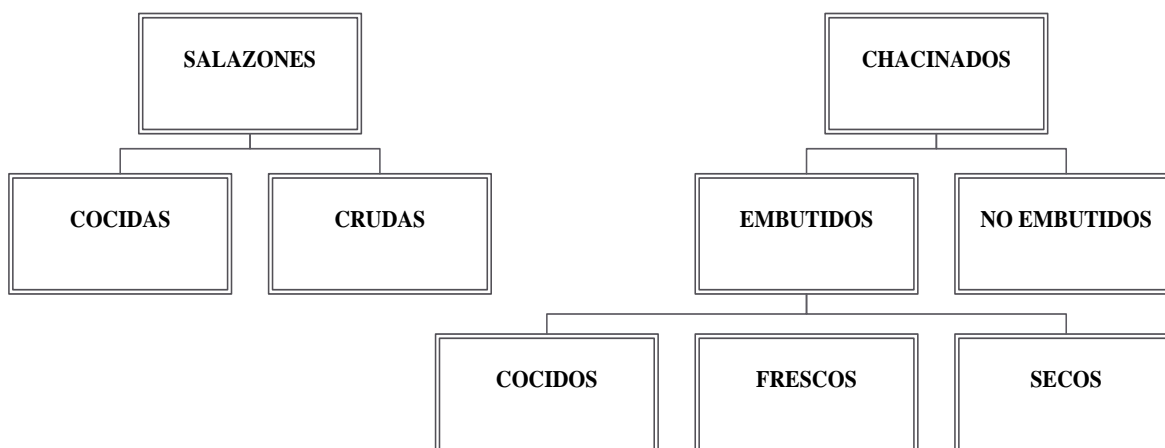 SALAZONES
CHACINADOS
COCIDAS
CRUDAS
EMBUTIDOS
NO EMBUTIDOS
COCIDOS
FRESCOS
SECOS